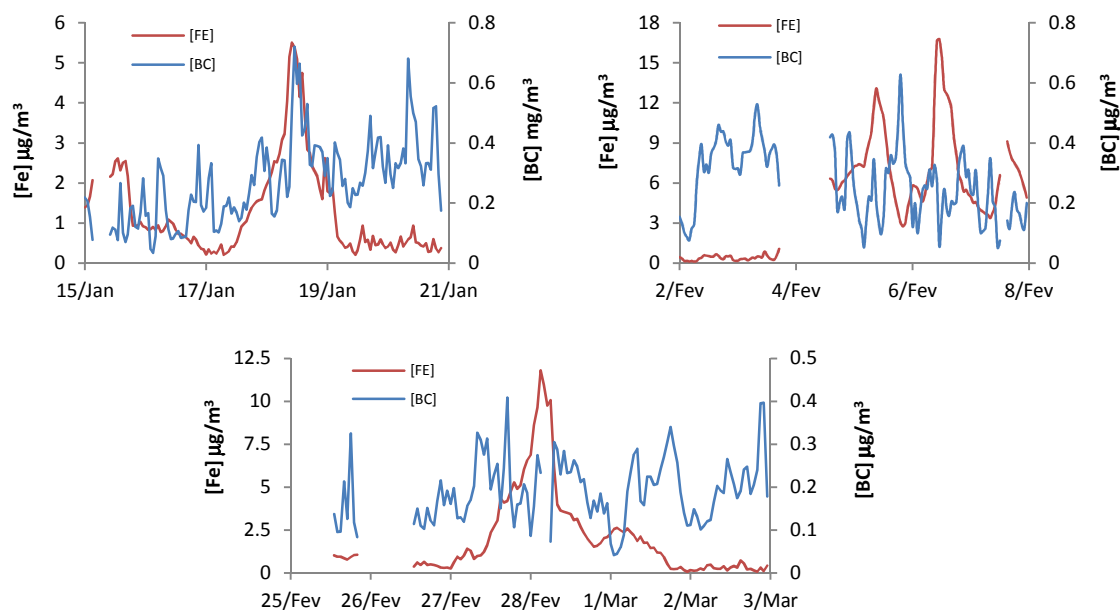 6
5
4
3
2
1
0
[Fe] µg/m³
[FE]
[BC]
0.8
0.6
0.4
0.2
0
[BC] mg/m³
15/Jan 17/Jan 19/Jan 21/Jan
18
15
12
9
6
3
0
[Fe] µg/m³
[FE]
[BC]
0.8
0.6
0.4
0.2
0
[BC] µg/m³
2/Fev 4/Fev 6/Fev 8/Fev
12.5
10
7.5
5
2.5
0
[Fe] µg/m³
[FE]
[BC]
0.5
0.4
0.3
0.2
0.1
0
[BC] µg/m³
25/Fev 26/Fev 27/Fev 28/Fev 1/Mar 2/Mar 3/Mar